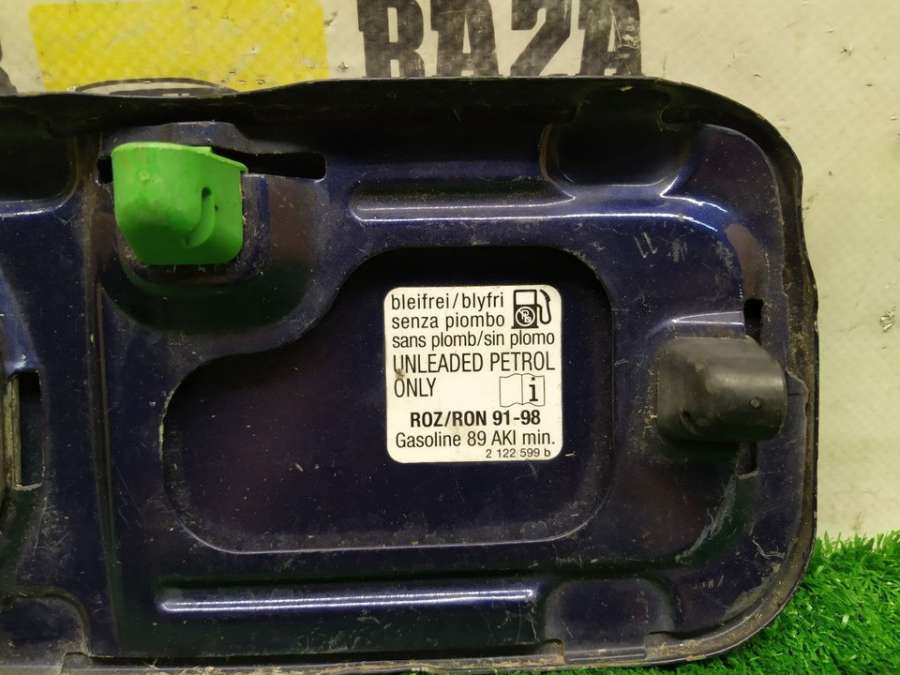 BAZA
bleifrei/blyfri
senza piombo
sans plomb/sin plomo
UNLEADED PETROL
ONLY
i
ROZ/RON 91-98
Gasoline 89 AKI min.
2 122 599 b